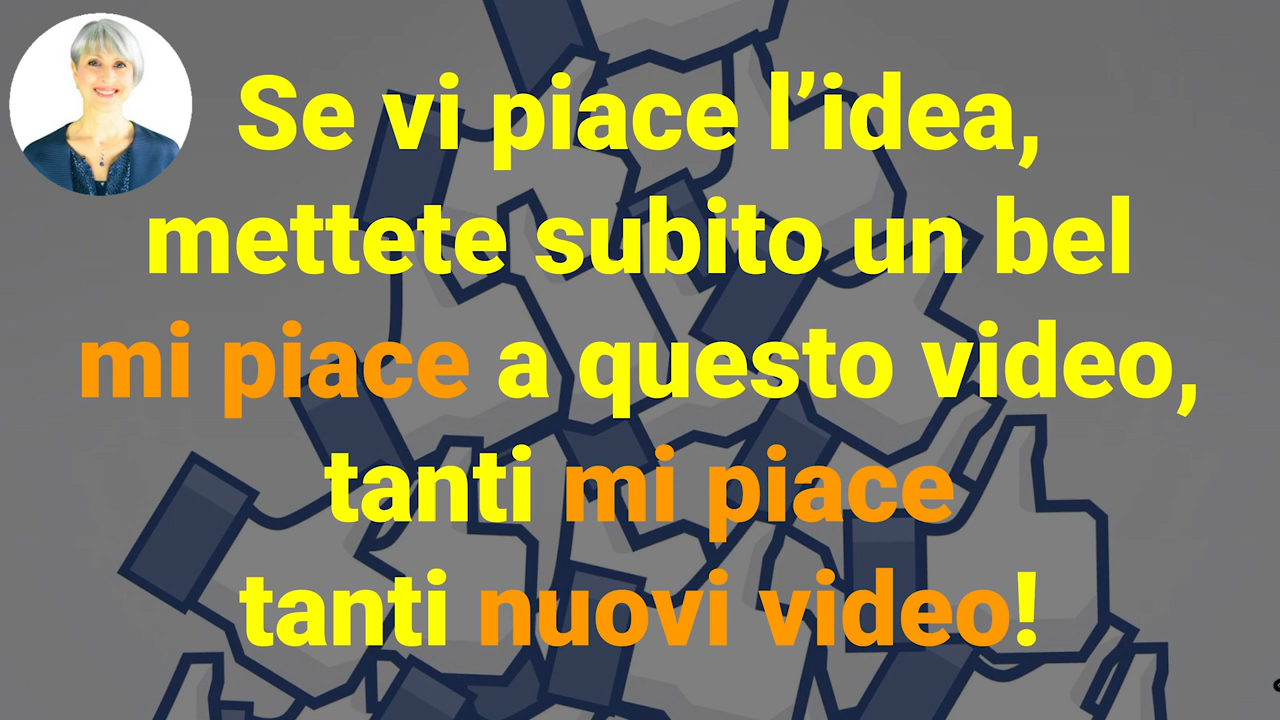 Se vi piace l’idea,
mettete subito un bel
mi piace a questo video,
tanti mi piace
tanti nuovi video!